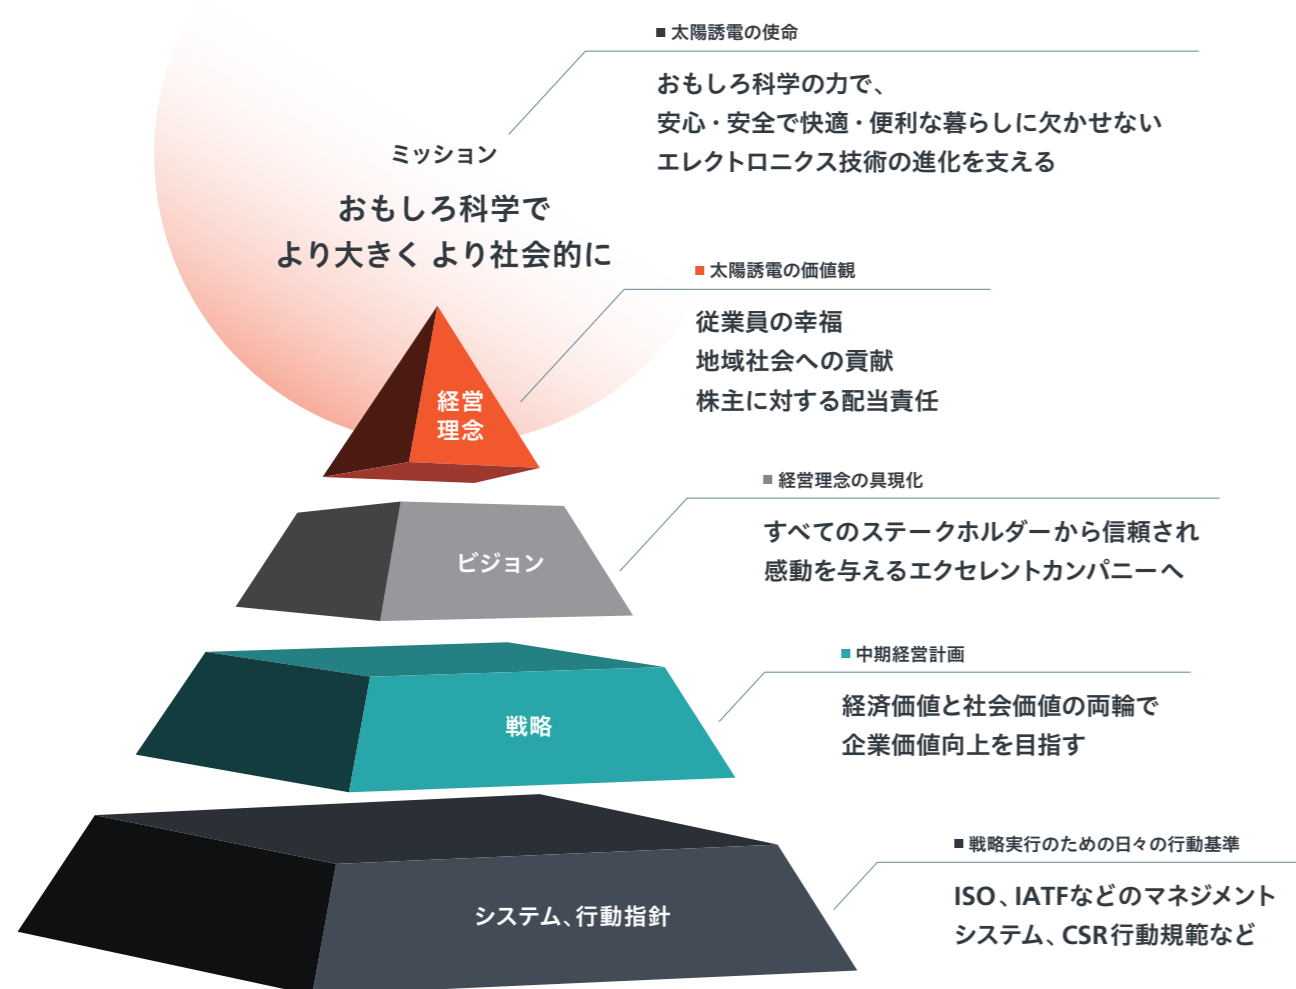 太陽誘電の使命
おもしろ科学の力で、
安心・安全で快適・便利な暮らしに欠かせない
エレクトロニクス技術の進化を支える
ミッション
おもしろ科学で
より大きく より社会的に
太陽誘電の価値観
従業員の幸福
地域社会への貢献
株主に対する配当責任
経営
理念
経営理念の具現化
すべてのステークホルダーから信頼され
感動を与えるエクセレントカンパニーへ
ビジョン
中期経営計画
経済価値と社会価値の両輪で
企業価値向上を目指す
戦略
戦略実行のための日々の行動基準
ISO、IATFなどのマネジメント
システム、CSR行動規範など
システム、行動指針